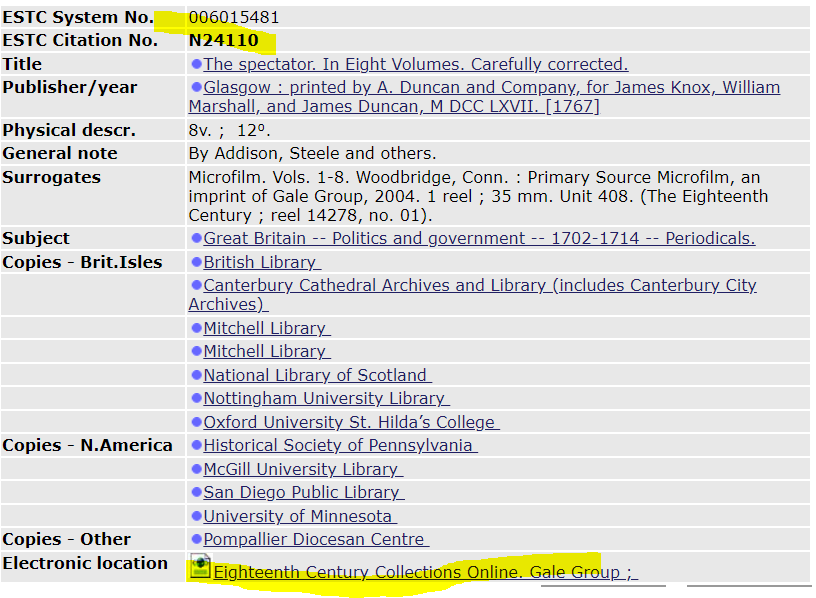 ESTC System No. 006015481
ESTC Citation No. N24110
Title The spectator. In Eight Volumes. Carefully corrected.
Publisher/year Glasgow : printed by A. Duncan and Company, for James Knox, William
Marshall, and James Duncan, M DCC LXVII. [1767]
Physical descr. 8v. ; 12º.
General note By Addison, Steele and others.
Surrogates Microfilm. Vols. 1-8. Woodbridge, Conn. : Primary Source Microfilm, an
imprint of Gale Group, 2004. 1 reel ; 35 mm. Unit 408. (The Eighteenth
Century ; reel 14278, no. 01).
Subject Great Britain -- Politics and government -- 1702-1714 -- Periodicals.
Copies - Brit.Isles British Library
Canterbury Cathedral Archives and Library (includes Canterbury City
Archives)
Mitchell Library
Mitchell Library
National Library of Scotland
Nottingham University Library
Oxford University St. Hilda’s College
Copies - N.America Historical Society of Pennsylvania
McGill University Library
San Diego Public Library
University of Minnesota
Copies - Other Pompallier Diocesan Centre
Electronic location Eighteenth Century Collections Online. Gale Group ;